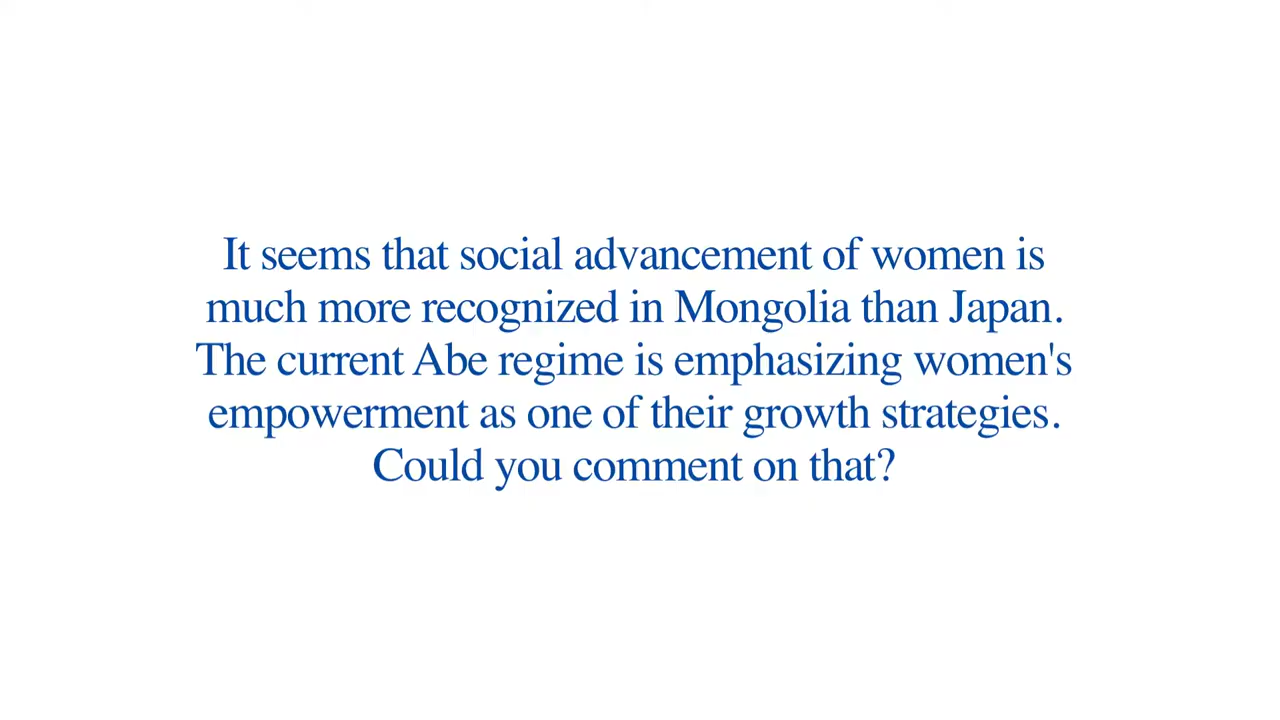 It seems that social advancement of women is
much more recognized in Mongolia than Japan.
The current Abe regime is emphasizing women's
empowerment as one of their growth strategies.
Could you comment on that?